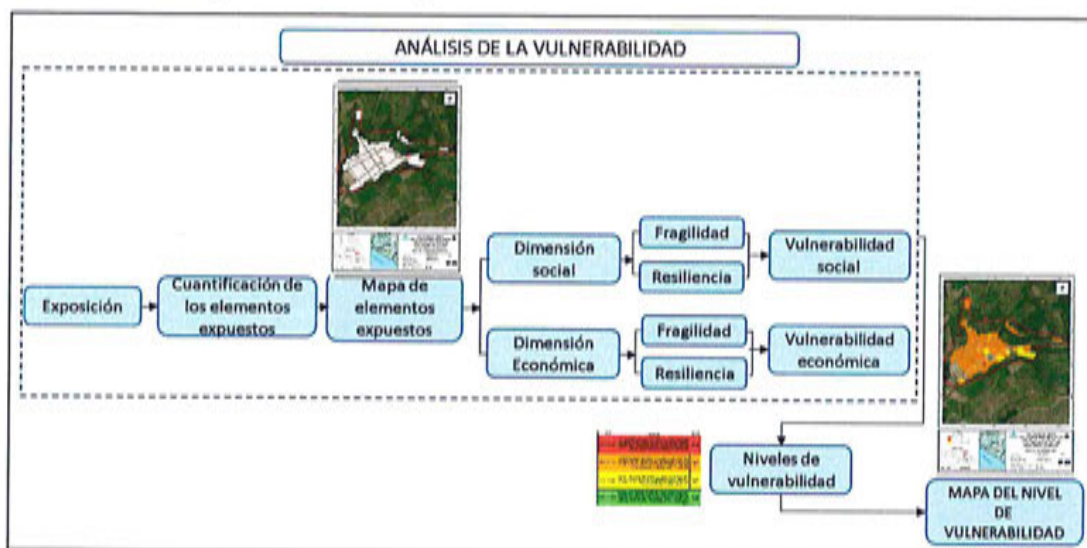 ANÁLISIS DE LA VULNERABILIDAD
Exposición
Cuantificación de
los elementos
expuestos
Mapa de
elementos
expuestos
Dimensión
social
Fragilidad
Resiliencia
Vulnerabilidad
social
Dimensión
Económica
Fragilidad
Resiliencia
Vulnerabilidad
económica
Niveles de
vulnerabilidad
MAPA DEL NIVEL
DE
VULNERABILIDAD